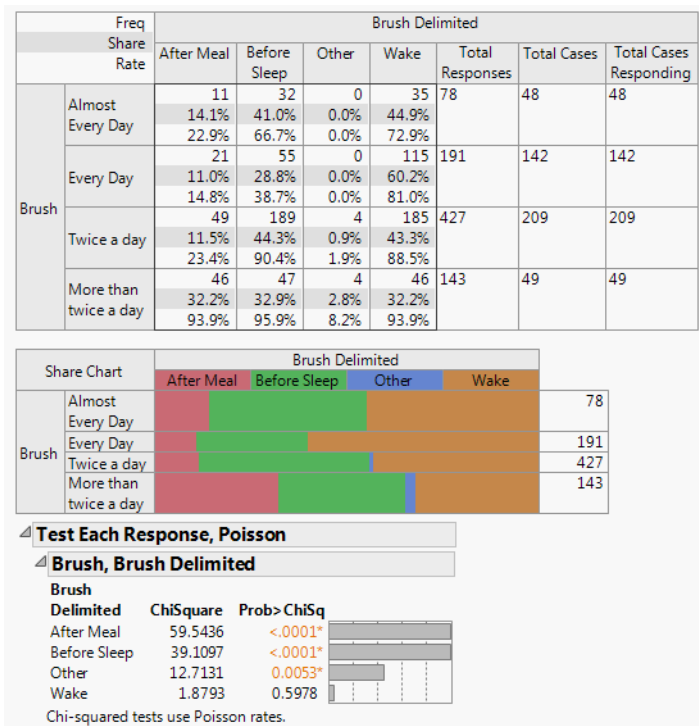 Freq
Share
Rate
Brush Delimited
After Meal Before Sleep Other Wake Total Responses Total Cases Total Cases Responding
Brush
Almost Every Day
11 32 0 35 78 48 48
14.1% 41.0% 0.0% 44.9%
22.9% 66.7% 0.0% 72.9%
Every Day
21 55 0 115 191 142 142
11.0% 28.8% 0.0% 60.2%
14.8% 38.7% 0.0% 81.0%
Twice a day
49 189 4 185 427 209 209
11.5% 44.3% 0.9% 43.3%
23.4% 90.4% 1.9% 88.5%
More than twice a day
46 47 4 46 143 49 49
32.2% 32.9% 2.8% 32.2%
93.9% 95.9% 8.2% 93.9%
Share Chart
Brush Delimited
After Meal Before Sleep Other Wake
Brush
Almost Every Day 78
Every Day 191
Twice a day 427
More than twice a day 143
Test Each Response, Poisson
Brush, Brush Delimited
Brush
Delimited ChiSquare Prob>ChiSq
After Meal 59.5436 <.0001*
Before Sleep 39.1097 <.0001*
Other 12.7131 0.0053*
Wake 1.8793 0.5978
Chi-squared tests use Poisson rates.